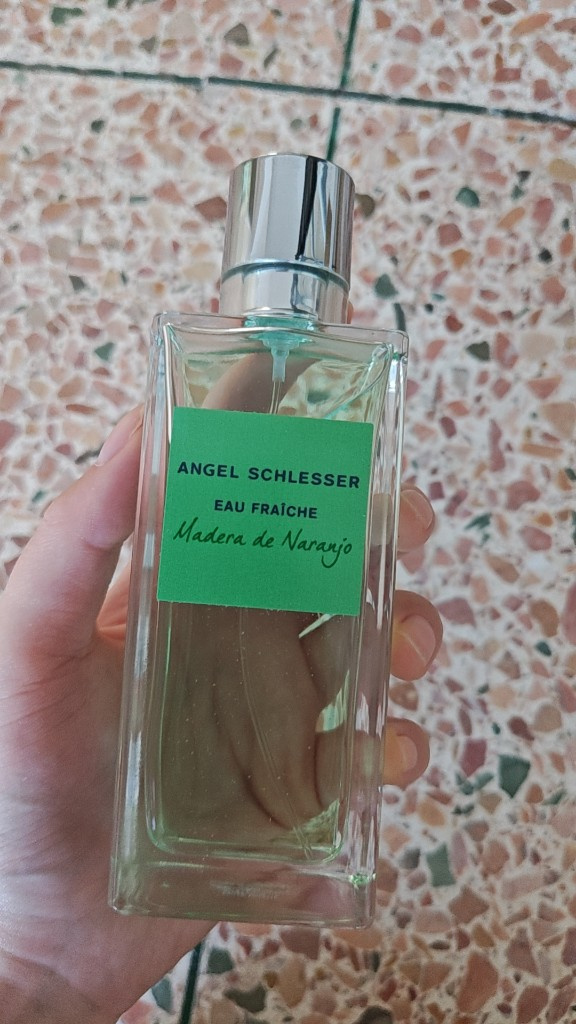 ANGEL SCHLESSER
EAU FRAÎCHE
Madera de Naranjo